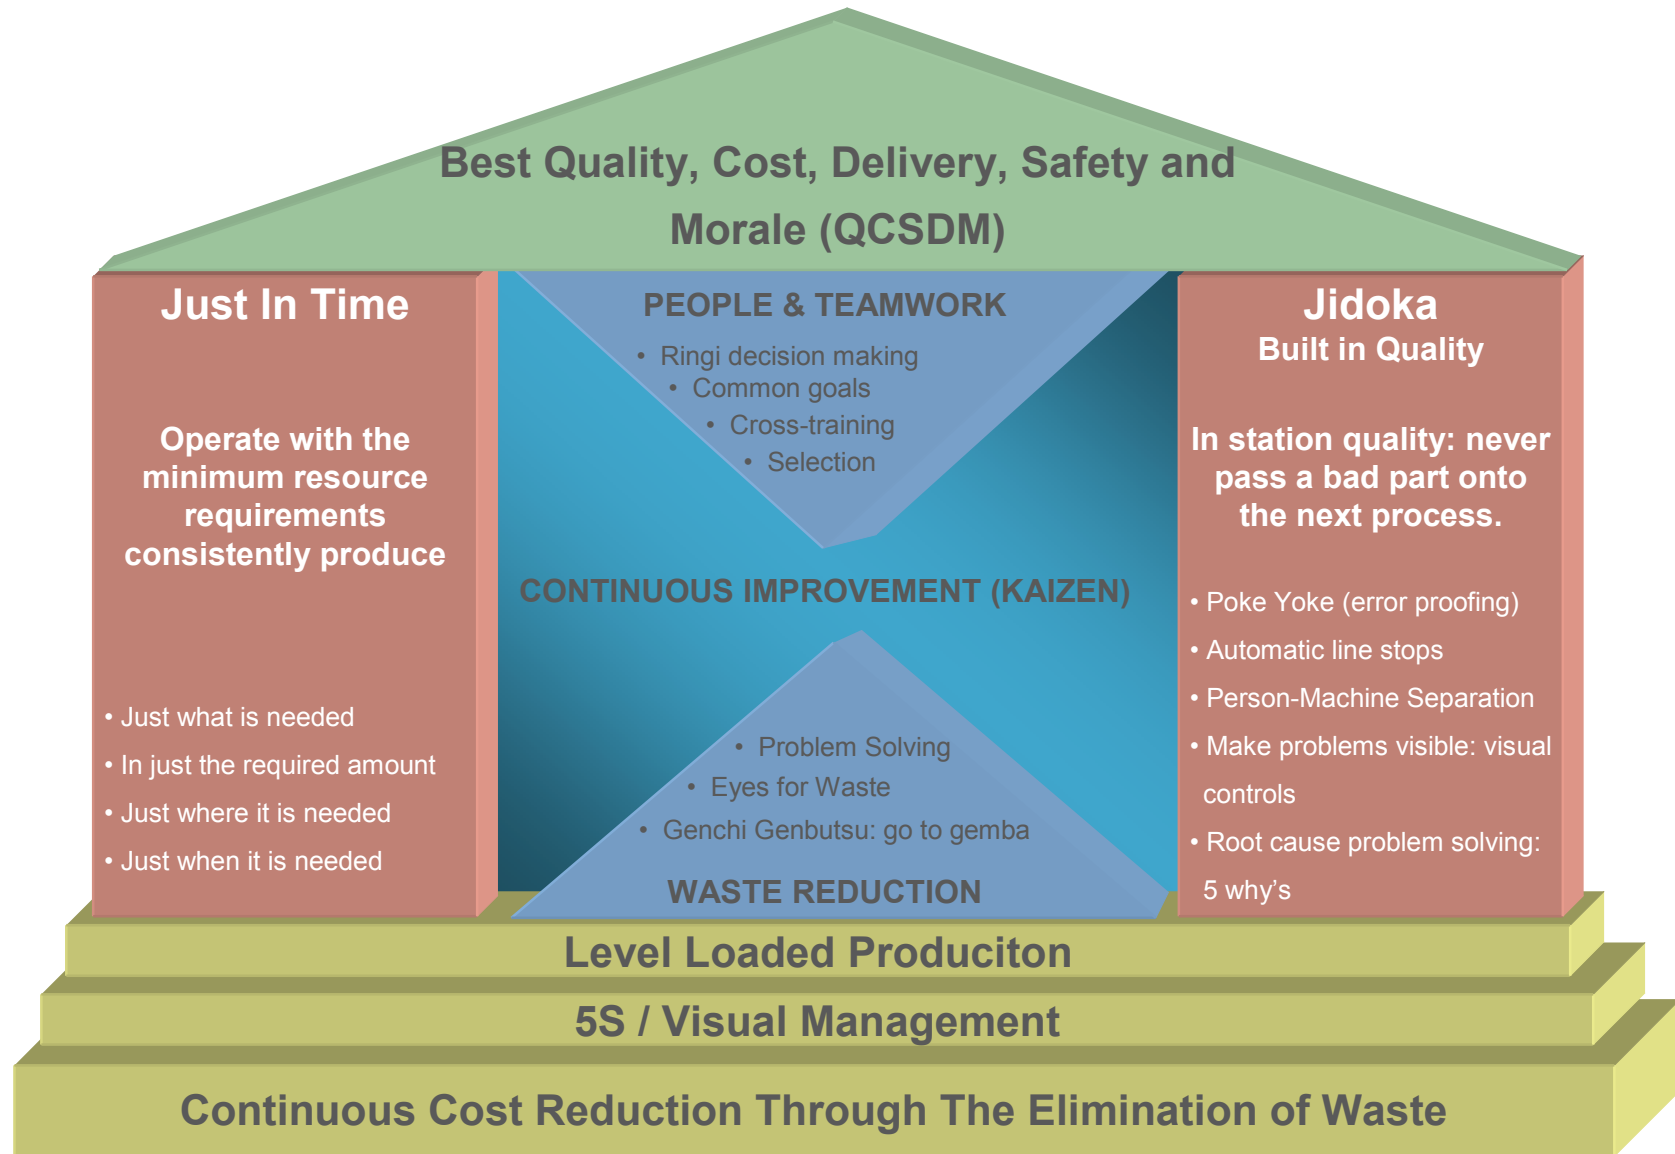 Best Quality, Cost, Delivery, Safety and
Morale (QCSDM)
Just In Time
Operate with the
minimum resource
requirements
consistently produce
• Just what is needed
• In just the required amount
• Just where it is needed
• Just when it is needed
PEOPLE & TEAMWORK
• Ringi decision making
• Common goals
• Cross-training
• Selection
CONTINUOUS IMPROVEMENT (KAIZEN)
• Problem Solving
• Eyes for Waste
• Genchi Genbutsu: go to gemba
WASTE REDUCTION
Jidoka
Built in Quality
In station quality: never
pass a bad part onto
the next process.
• Poke Yoke (error proofing)
• Automatic line stops
• Person-Machine Separation
• Make problems visible: visual
controls
• Root cause problem solving:
5 why's
Level Loaded Produciton
5S / Visual Management
Continuous Cost Reduction Through The Elimination of Waste